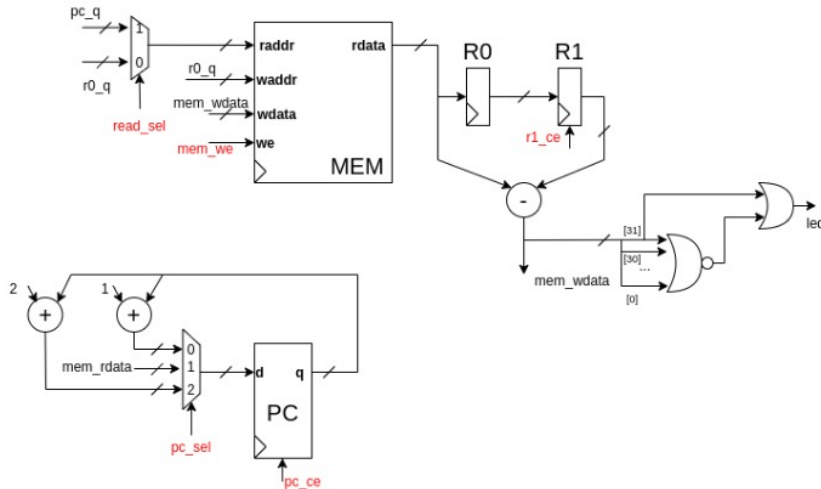 pc_q
1
0
r0_q
read_sel
raddr
rdata
r0_q
waddr
mem_wdata
wdata
mem_we
we
MEM
R0
R1
r1_ce
-
[31]
[30]
...
[0]
mem_wdata
led
2
+
1
+
0
mem_rdata
1
2
pc_sel
d
q
PC
pc_ce